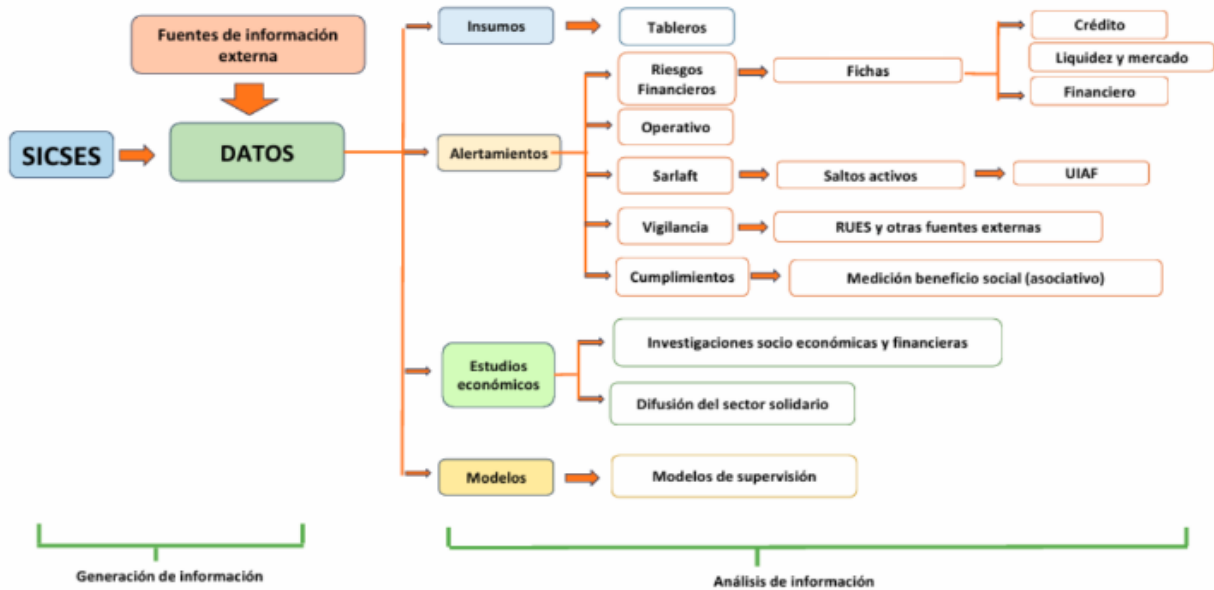 Fuentes de información
externa
SICSES
DATOS
Insumos
Tableros
Alertamientos
Riesgos
Financieros
Fichas
Crédito
Liquidez y mercado
Financiero
Operativo
Sarlaft
Saltos activos
UIAF
Vigilancia
RUES y otras fuentes externas
Cumplimientos
Medición beneficio social (asociativo)
Estudios
económicos
Investigaciones socio económicas y financieras
Difusión del sector solidario
Modelos
Modelos de supervisión
Generación de información
Análisis de información